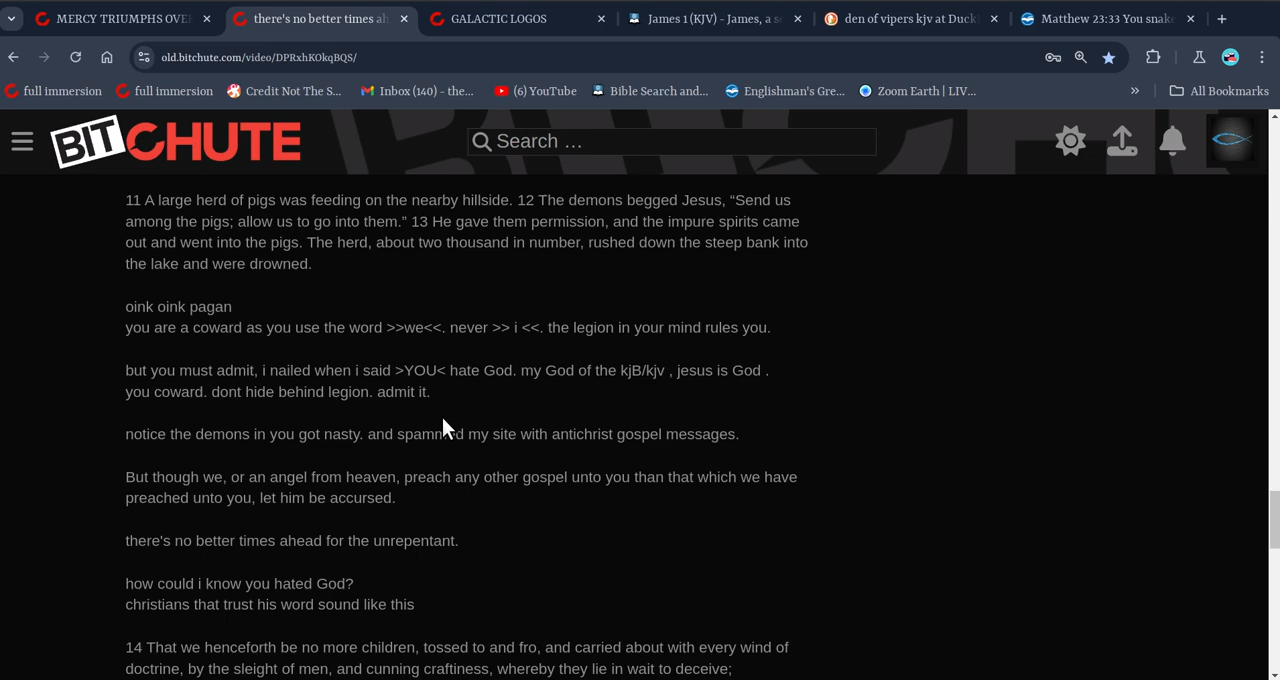 MERCY TRIUMPHS OVE
there's no better times ah
GALACTIC LOGOS
James 1 (KJV) - James, a s
den of vipers kjv at Duck
Matthew 23:33 You snake
old.bitchute.com/video/DPRxhKOkqBQS/
full immersion
full immersion
Credit Not The S...
Inbox (140) - the...
(6) YouTube
Bible Search and...
Englishman's Gre...
Zoom Earth | LIV...
All Bookmarks
BITCHUTE
Search ...
11 A large herd of pigs was feeding on the nearby hillside. 12 The demons begged Jesus, “Send us
among the pigs; allow us to go into them.” 13 He gave them permission, and the impure spirits came
out and went into the pigs. The herd, about two thousand in number, rushed down the steep bank into
the lake and were drowned.
oink oink pagan
you are a coward as you use the word >>we<<. never >> i <<. the legion in your mind rules you.
but you must admit, i nailed when i said >YOU< hate God. my God of the kjB/kjv , jesus is God .
you coward. dont hide behind legion. admit it.
notice the demons in you got nasty. and spammed my site with antichrist gospel messages.
But though we, or an angel from heaven, preach any other gospel unto you than that which we have
preached unto you, let him be accursed.
there's no better times ahead for the unrepentant.
how could i know you hated God?
christians that trust his word sound like this
14 That we henceforth be no more children, tossed to and fro, and carried about with every wind of
doctrine, by the sleight of men, and cunning craftiness, whereby they lie in wait to deceive;